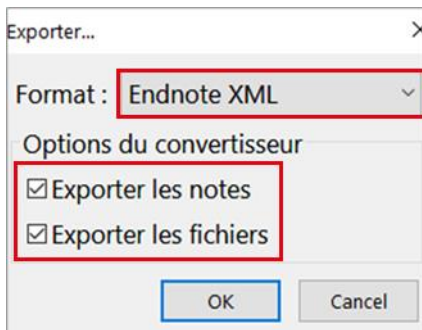 Exporter...
Format : Endnote XML
Options du convertisseur
Exporter les notes
Exporter les fichiers
OK Cancel